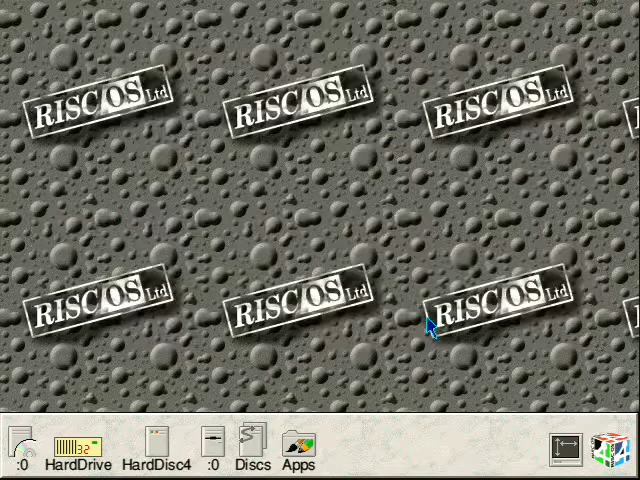 RISC OS Ltd
RISC OS Ltd
RISC OS Ltd
RISC OS Ltd
RISC OS Ltd
RISC OS Ltd
:0
HardDrive
HardDisc4
:0
Discs
Apps